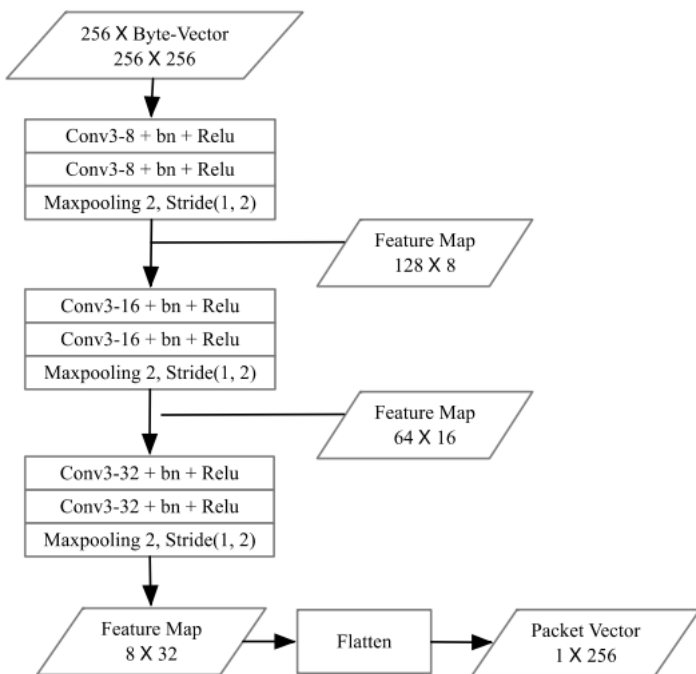 256 X Byte-Vector
256 X 256
Conv3-8 + bn + Relu
Conv3-8 + bn + Relu
Maxpooling 2, Stride(1, 2)
Feature Map
128 X 8
Conv3-16 + bn + Relu
Conv3-16 + bn + Relu
Maxpooling 2, Stride(1, 2)
Feature Map
64 X 16
Conv3-32 + bn + Relu
Conv3-32 + bn + Relu
Maxpooling 2, Stride(1, 2)
Feature Map
8 X 32
Flatten
Packet Vector
1 X 256